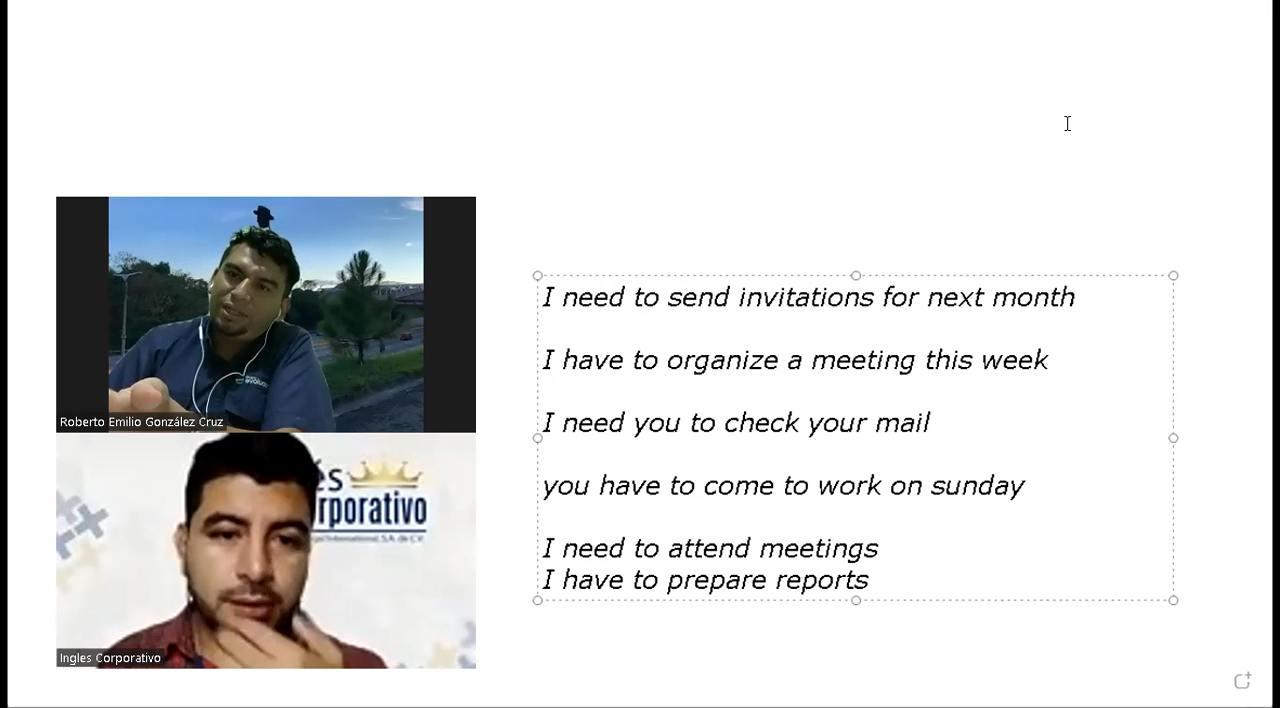 Roberto Emilio González Cruz
és
rporativo
Ingles Corporativo
I need to send invitations for next month
I have to organize a meeting this week
I need you to check your mail
you have to come to work on sunday
I need to attend meetings
I have to prepare reports